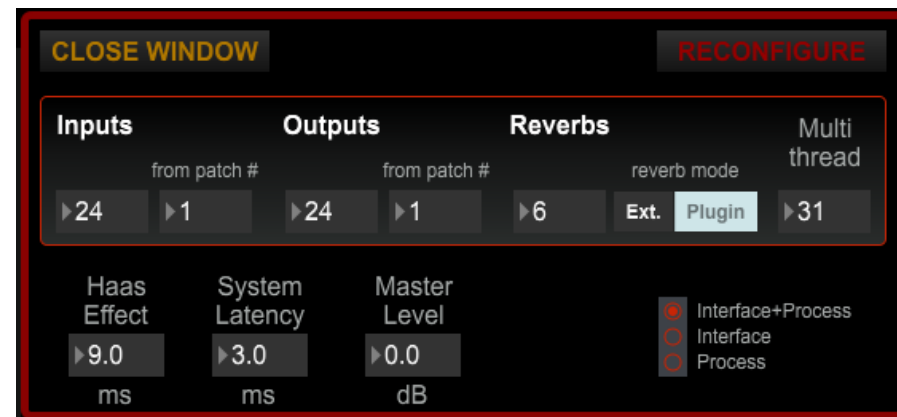 CLOSE WINDOW
RECONFIGURE
Inputs Outputs Reverbs Multi
thread
from patch # from patch # reverb mode
24 1 24 1 6 Ext. Plugin 31
Haas System Master
Effect Latency Level
9.0 3.0 0.0
ms ms dB
Interface+Process
Interface
Process